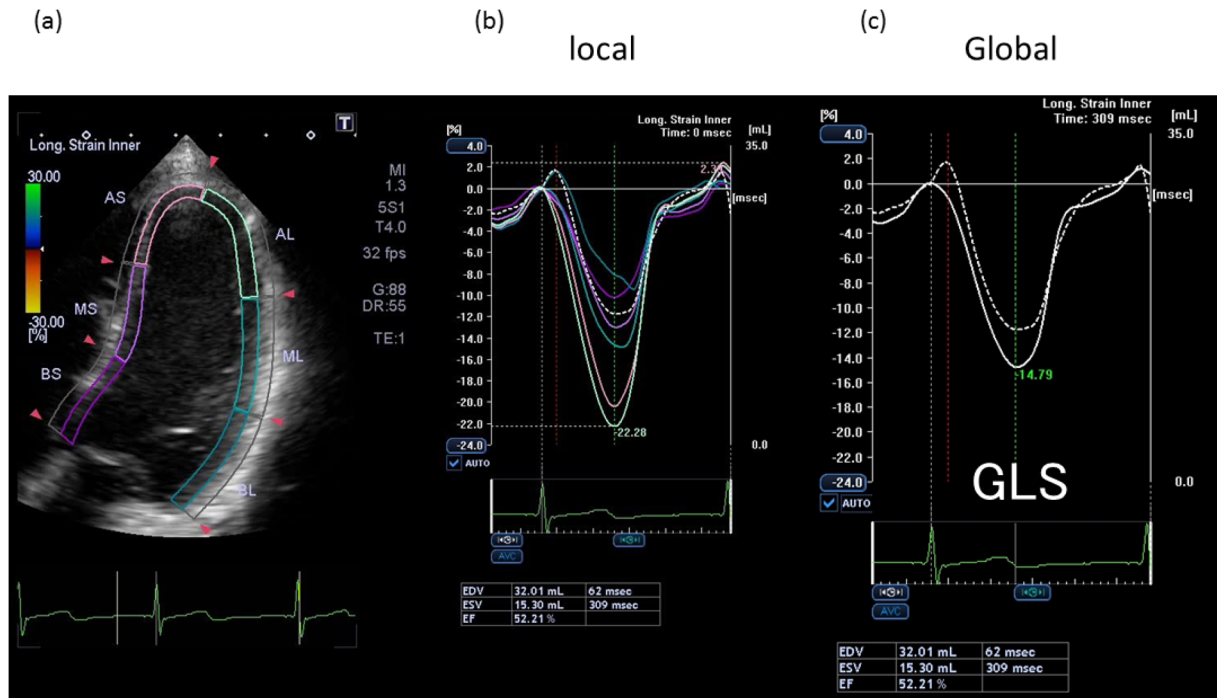 (a)
(b)
(c)
local
Global
T
Long. Strain Inner
30.00
-30.00
[%]
AS
AL
MS
ML
BS
BL
MI
1.3
5S1
T4.0
32 fps
G:88
DR:55
TE:1
Long. Strain Inner
Time: 0 msec
[%]
[mL]
4.0
35.0
2.0
0.0
[msec]
-2.0
-4.0
-6.0
-8.0
-10.0
-12.0
-14.0
-16.0
-18.0
-20.0
-22.0
-24.0
0.0
-22.28
AUTO
AVC
EDV 32.01 mL 62 msec
ESV 15.30 mL 309 msec
EF 52.21 %
Long. Strain Inner
Time: 309 msec
[%]
[mL]
4.0
35.0
2.0
0.0
[msec]
-2.0
-4.0
-6.0
-8.0
-10.0
-12.0
-14.0
-16.0
-18.0
-20.0
-22.0
-24.0
0.0
-14.79
GLS
AUTO
AVC
EDV 32.01 mL 62 msec
ESV 15.30 mL 309 msec
EF 52.21 %